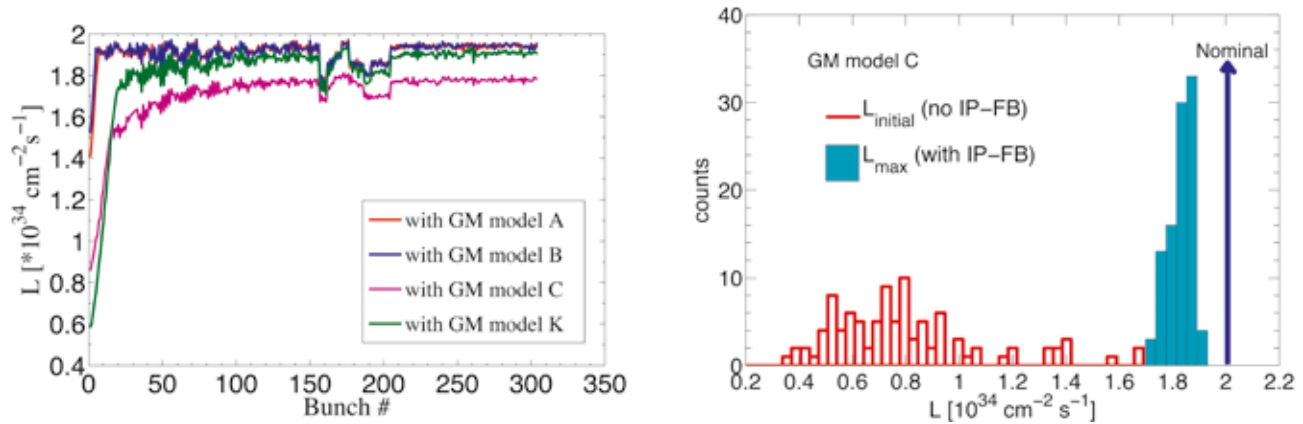 L [*10^34 cm^−2 s^−1]
2
1.8
1.6
1.4
1.2
1
0.8
0.6
0.4
with GM model A
with GM model B
with GM model C
with GM model K
0 50 100 150 200 250 300 350
Bunch #
counts
40
30
20
10
0
GM model C
L_initial (no IP−FB)
L_max (with IP−FB)
Nominal
0.2 0.4 0.6 0.8 1 1.2 1.4 1.6 1.8 2 2.2
L [10^34 cm^−2 s^−1]